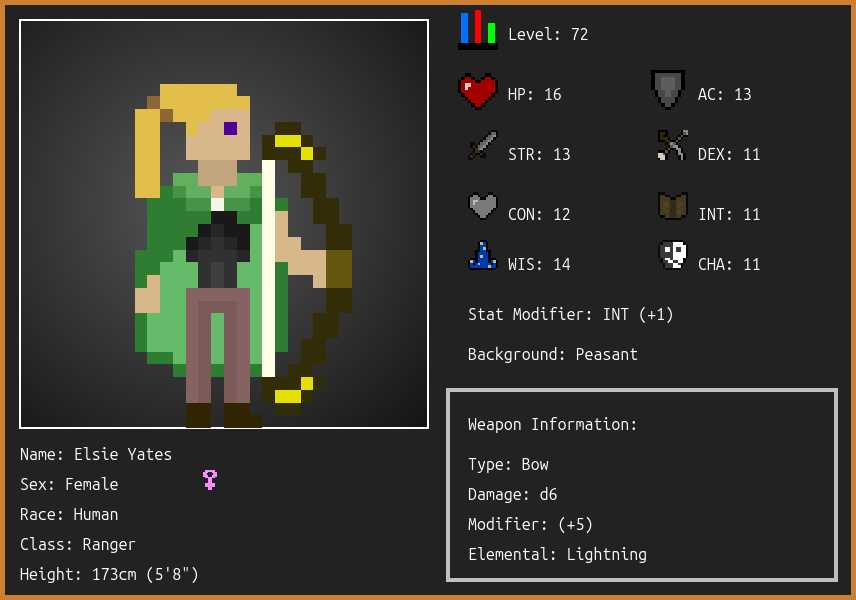 Level: 72
HP: 16
AC: 13
STR: 13
DEX: 11
CON: 12
INT: 11
WIS: 14
CHA: 11
Stat Modifier: INT (+1)
Background: Peasant
Weapon Information:
Type: Bow
Damage: d6
Modifier: (+5)
Elemental: Lightning
Name: Elsie Yates
Sex: Female
Race: Human
Class: Ranger
Height: 173cm (5'8")